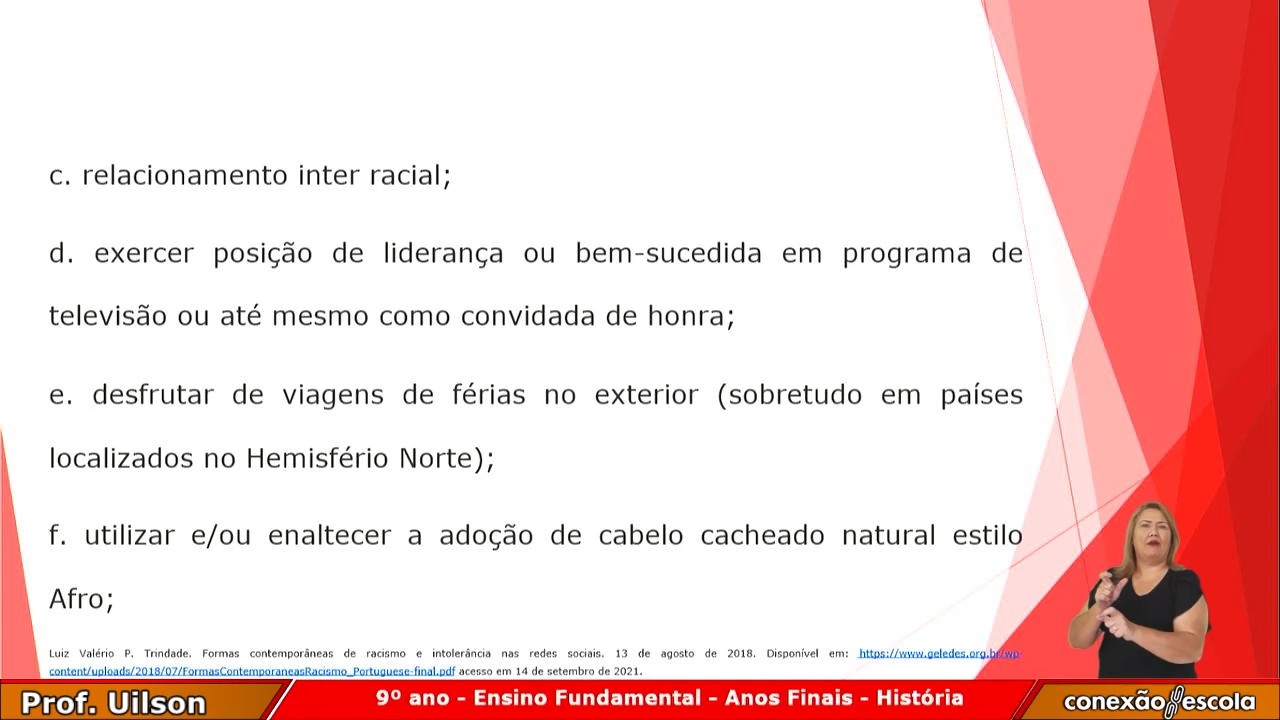 c. relacionamento inter racial;
d. exercer posição de liderança ou bem-sucedida em programa de
televisão ou até mesmo como convidada de honra;
e. desfrutar de viagens de férias no exterior (sobretudo em países
localizados no Hemisfério Norte);
f. utilizar e/ou enaltecer a adoção de cabelo cacheado natural estilo
Afro;
Luiz Valério P. Trindade. Formas contemporâneas de racismo e intolerância nas redes sociais. 13 de agosto de 2018. Disponível em: https://www.geledes.org.br/wp-
content/uploads/2018/07/FormasContemporaneasRacismo_Portuguese-final.pdf acesso em 14 de setembro de 2021.
Prof. Uilson
9º ano - Ensino Fundamental - Anos Finais - História
conexão escola